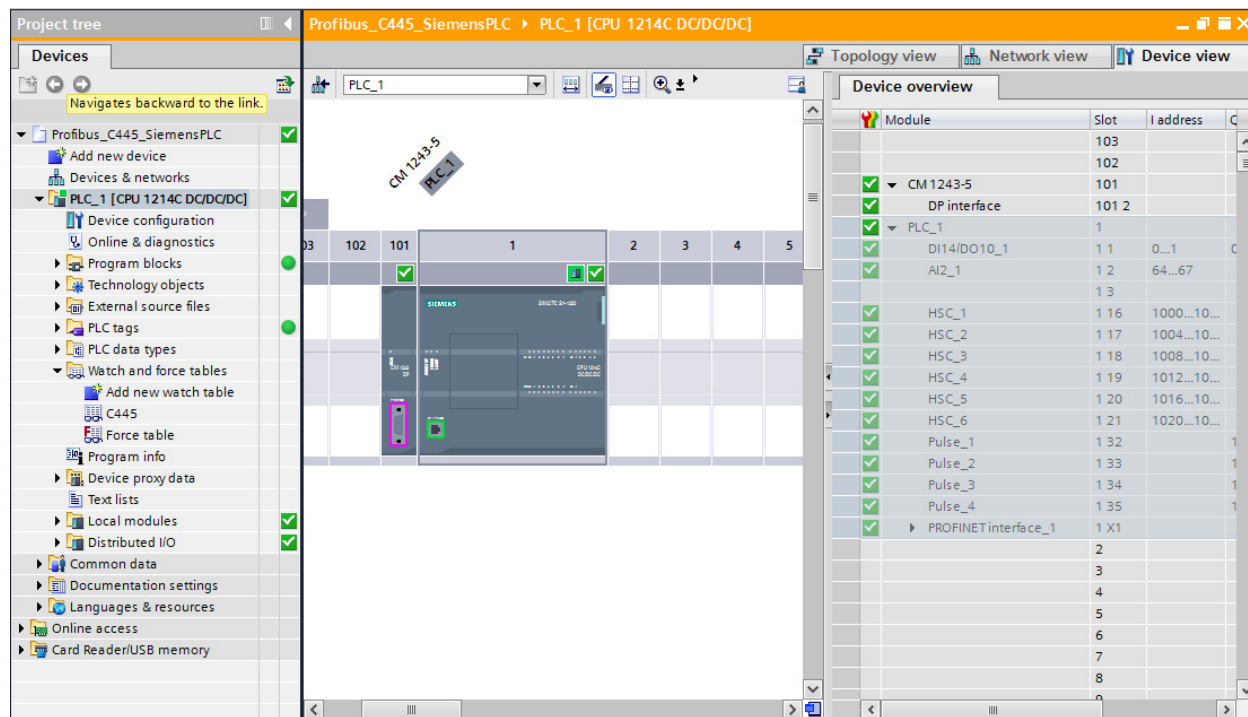 Project tree
Profibus_C445_SiemensPLC ▸ PLC_1 [CPU 1214C DC/DC/DC]
Devices
Topology view
Network view
Device view
PLC_1
Navigates backward to the link.
Profibus_C445_SiemensPLC
Add new device
Devices & networks
PLC_1 [CPU 1214C DC/DC/DC]
Device configuration
Online & diagnostics
Program blocks
Technology objects
External source files
PLC tags
PLC data types
Watch and force tables
Add new watch table
C445
Force table
Program info
Device proxy data
Text lists
Local modules
Distributed I/O
Common data
Documentation settings
Languages & resources
Online access
Card Reader/USB memory
CM 1243-5
PLC_1
03 102 101 1 2 3 4 5
SIEMENS
Device overview
Module Slot I address
103
102
CM 1243-5 101
DP interface 101 2
PLC_1 1
DI14/DO10_1 1 1 0...1
AI2_1 1 2 64...67
1 3
HSC_1 1 16 1000...10...
HSC_2 1 17 1004...10...
HSC_3 1 18 1008...10...
HSC_4 1 19 1012...10...
HSC_5 1 20 1016...10...
HSC_6 1 21 1020...10...
Pulse_1 1 32
Pulse_2 1 33
Pulse_3 1 34
Pulse_4 1 35
PROFINET interface_1 1 X1
2
3
4
5
6
7
8